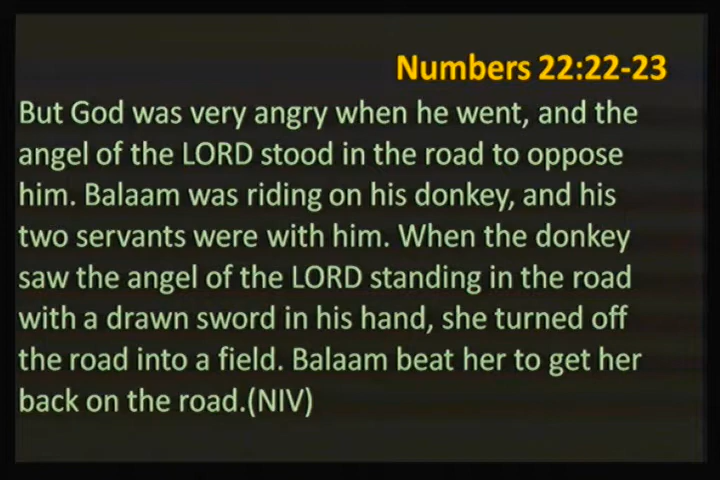 Numbers 22:22-23
But God was very angry when he went, and the
angel of the LORD stood in the road to oppose
him. Balaam was riding on his donkey, and his
two servants were with him. When the donkey
saw the angel of the LORD standing in the road
with a drawn sword in his hand, she turned off
the road into a field. Balaam beat her to get her
back on the road.(NIV)